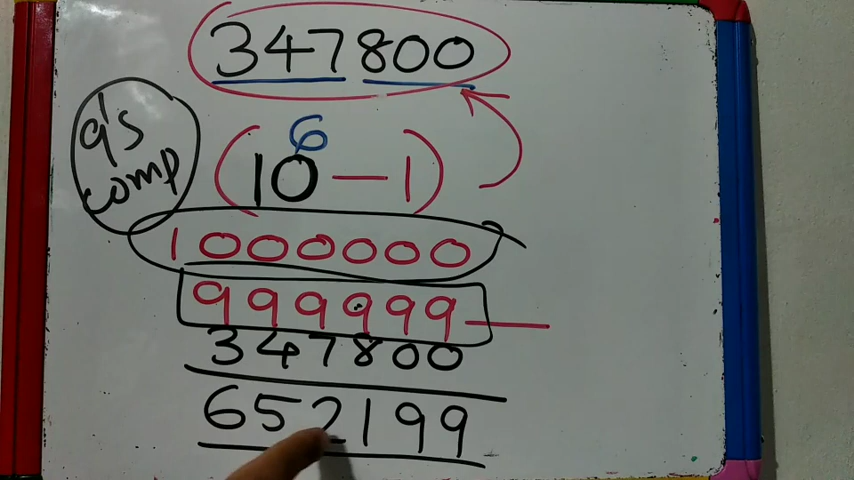 347800
9's
comp
(10⁶ — 1)
1000000
999999 —
347800
652199